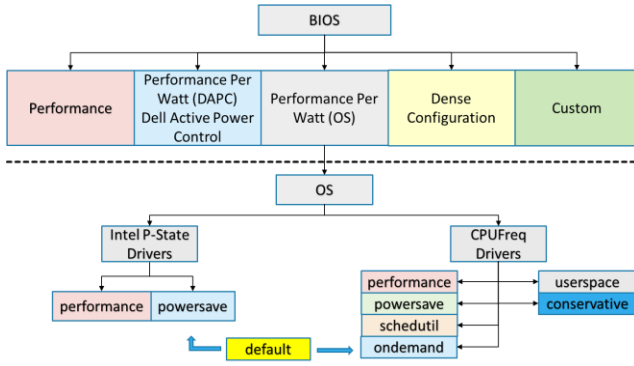 BIOS
Performance
Performance Per
Watt (DAPC)
Dell Active Power
Control
Performance Per
Watt (OS)
Dense
Configuration
Custom
OS
Intel P-State
Drivers
CPUFreq
Drivers
performance
powersave
performance
powersave
schedutil
ondemand
userspace
conservative
default